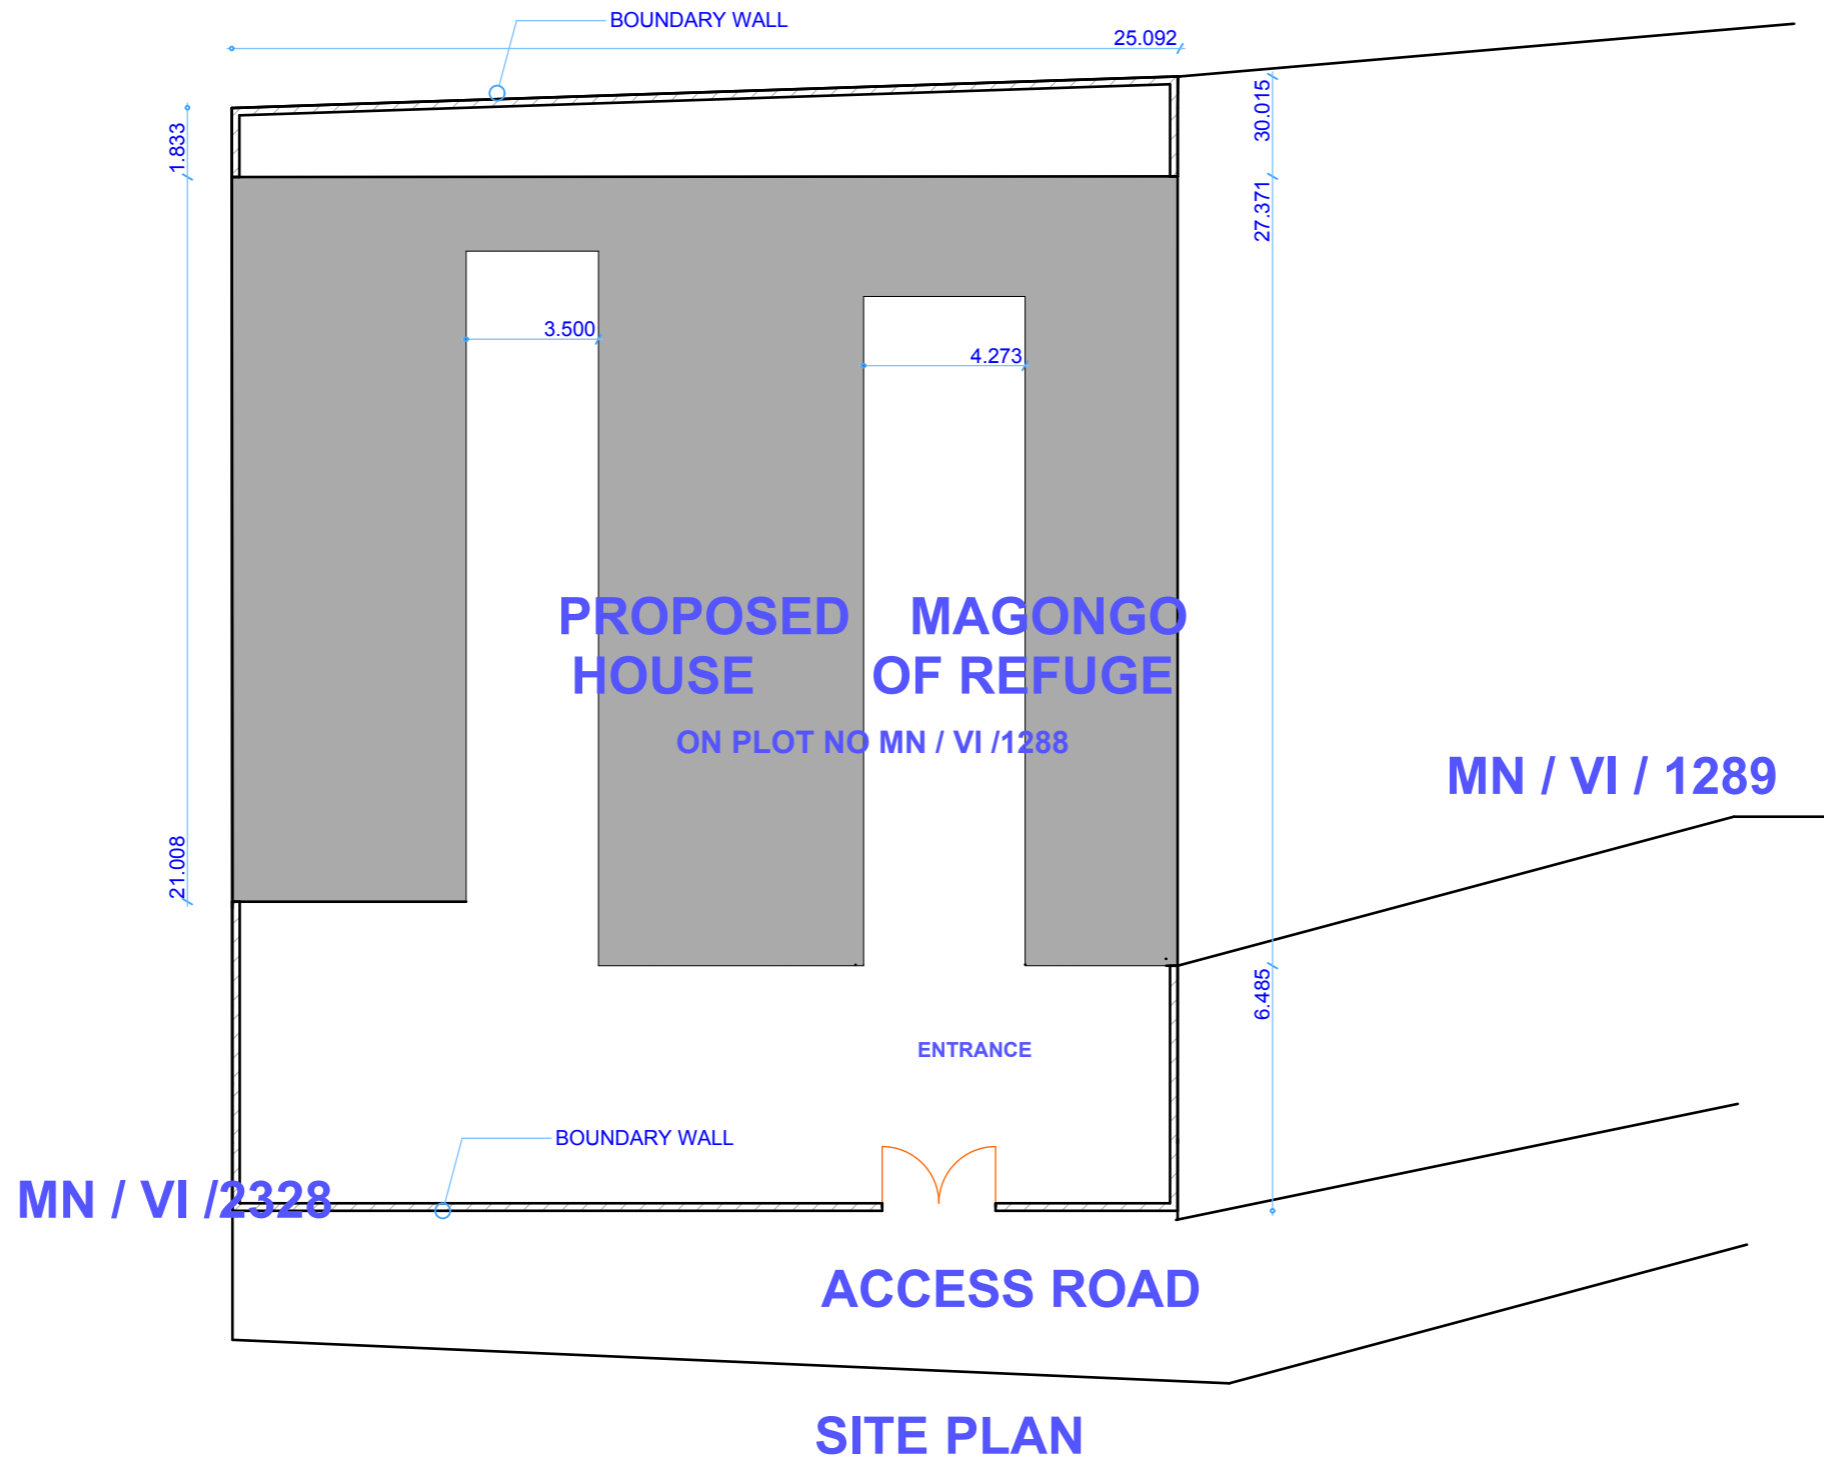 BOUNDARY WALL
25.092
1.833
30.015
27.371
3.500
4.273
PROPOSED MAGONGO
HOUSE OF REFUGE
ON PLOT NO MN / VI /1288
MN / VI / 1289
21.008
6.485
ENTRANCE
BOUNDARY WALL
MN / VI /2328
ACCESS ROAD
SITE PLAN